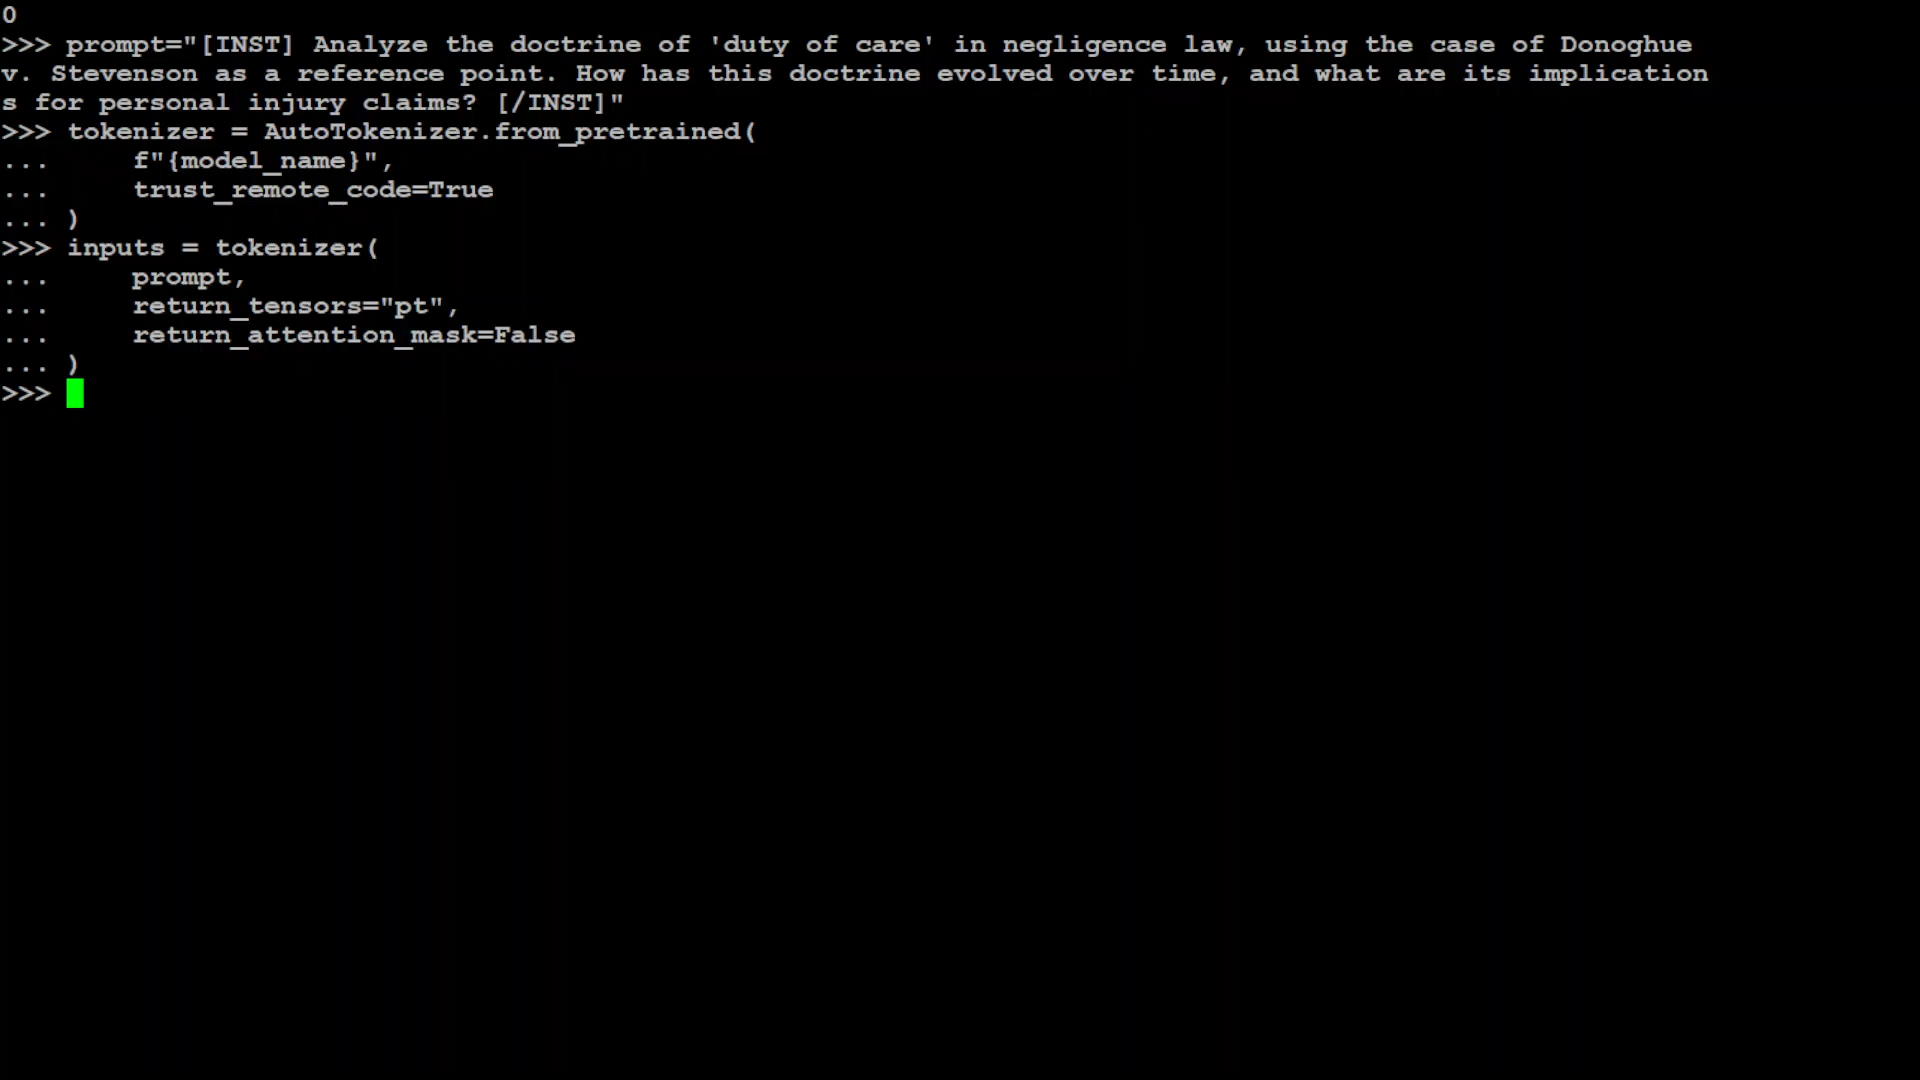 0
>>> prompt="[INST] Analyze the doctrine of 'duty of care' in negligence law, using the case of Donoghue
v. Stevenson as a reference point. How has this doctrine evolved over time, and what are its implication
s for personal injury claims? [/INST]"
>>> tokenizer = AutoTokenizer.from_pretrained(
...     f"{model_name}",
...     trust_remote_code=True
... )
>>> inputs = tokenizer(
...     prompt,
...     return_tensors="pt",
...     return_attention_mask=False
... )
>>>